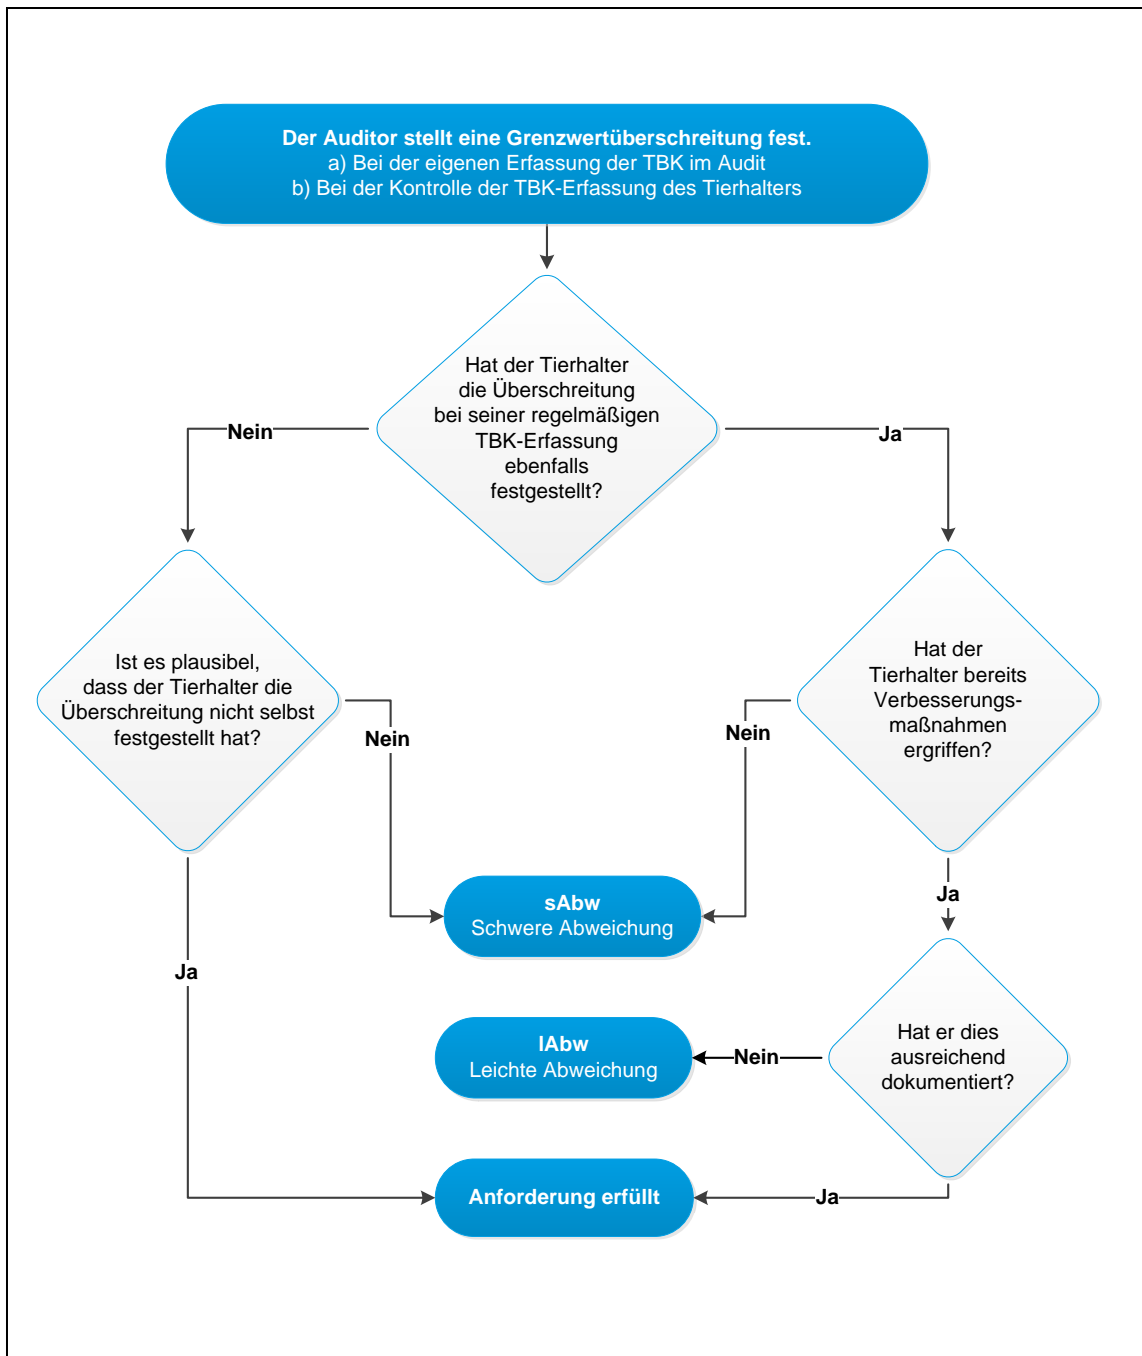 Der Auditor stellt eine Grenzwertüberschreitung fest.
a) Bei der eigenen Erfassung der TBK im Audit
b) Bei der Kontrolle der TBK-Erfassung des Tierhalters
Hat der Tierhalter
die Überschreitung
bei seiner regelmäßigen
TBK-Erfassung
ebenfalls
festgestellt?
Nein
Ja
Ist es plausibel,
dass der Tierhalter die
Überschreitung nicht selbst
festgestellt hat?
Hat der
Tierhalter bereits
Verbesserungs-
maßnahmen
ergriffen?
Nein
Nein
sAbw
Schwere Abweichung
Ja
Ja
lAbw
Leichte Abweichung
Nein
Hat er dies
ausreichend
dokumentiert?
Anforderung erfüllt
Ja